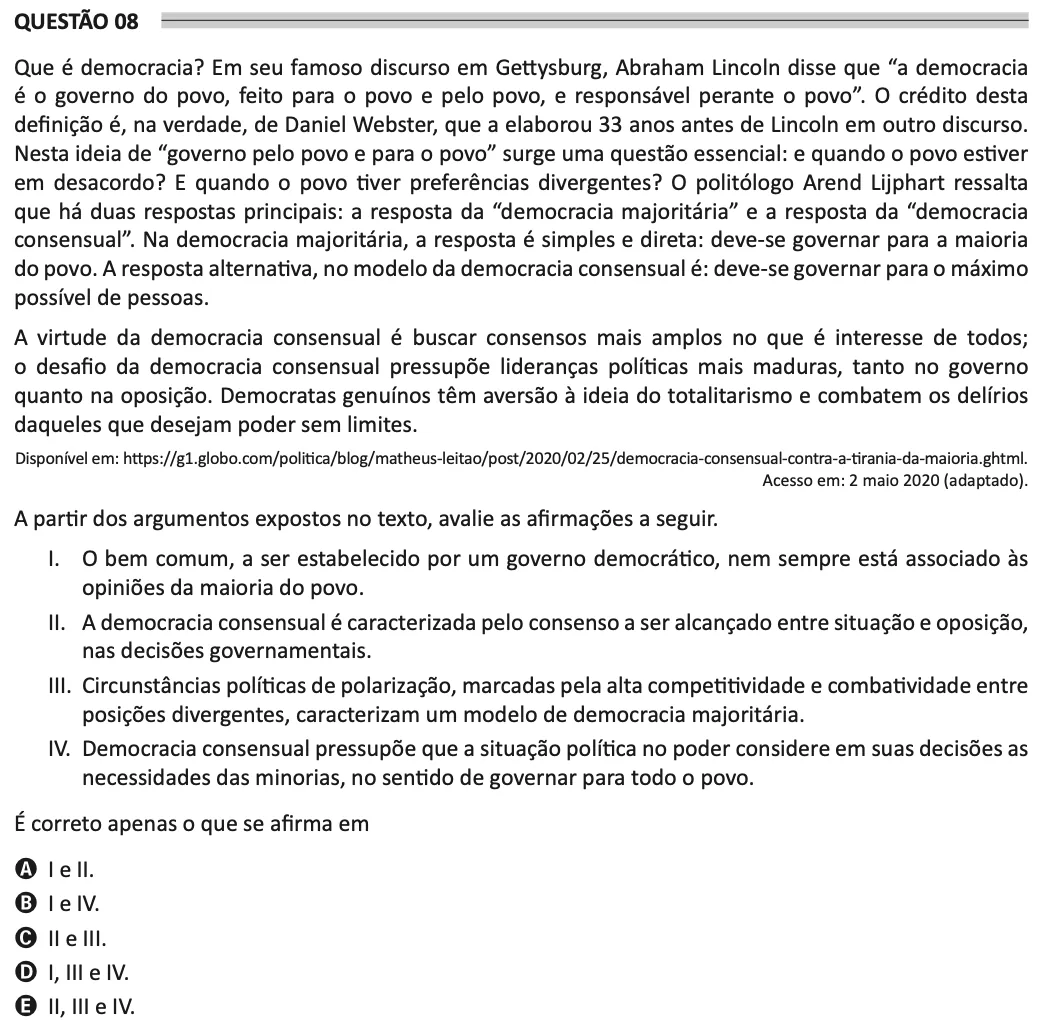 QUESTÃO 08
Que é democracia? Em seu famoso discurso em Gettysburg, Abraham Lincoln disse que “a democracia
é o governo do povo, feito para o povo e pelo povo, e responsável perante o povo”. O crédito desta
definição é, na verdade, de Daniel Webster, que a elaborou 33 anos antes de Lincoln em outro discurso.
Nesta ideia de “governo pelo povo e para o povo” surge uma questão essencial: e quando o povo estiver
em desacordo? E quando o povo tiver preferências divergentes? O politólogo Arend Lijphart ressalta
que há duas respostas principais: a resposta da “democracia majoritária” e a resposta da “democracia
consensual”. Na democracia majoritária, a resposta é simples e direta: deve-se governar para a maioria
do povo. A resposta alternativa, no modelo da democracia consensual é: deve-se governar para o máximo
possível de pessoas.
A virtude da democracia consensual é buscar consensos mais amplos no que é interesse de todos;
o desafio da democracia consensual pressupõe lideranças políticas mais maduras, tanto no governo
quanto na oposição. Democratas genuínos têm aversão à ideia do totalitarismo e combatem os delírios
daqueles que desejam poder sem limites.
Disponível em: https://g1.globo.com/politica/blog/matheus-leitao/post/2020/02/25/democracia-consensual-contra-a-tirania-da-maioria.ghtml.
Acesso em: 2 maio 2020 (adaptado).
A partir dos argumentos expostos no texto, avalie as afirmações a seguir.
I. O bem comum, a ser estabelecido por um governo democrático, nem sempre está associado às
opiniões da maioria do povo.
II. A democracia consensual é caracterizada pelo consenso a ser alcançado entre situação e oposição,
nas decisões governamentais.
III. Circunstâncias políticas de polarização, marcadas pela alta competitividade e combatividade entre
posições divergentes, caracterizam um modelo de democracia majoritária.
IV. Democracia consensual pressupõe que a situação política no poder considere em suas decisões as
necessidades das minorias, no sentido de governar para todo o povo.
É correto apenas o que se afirma em
A I e II.
B I e IV.
C II e III.
D I, III e IV.
E II, III e IV.